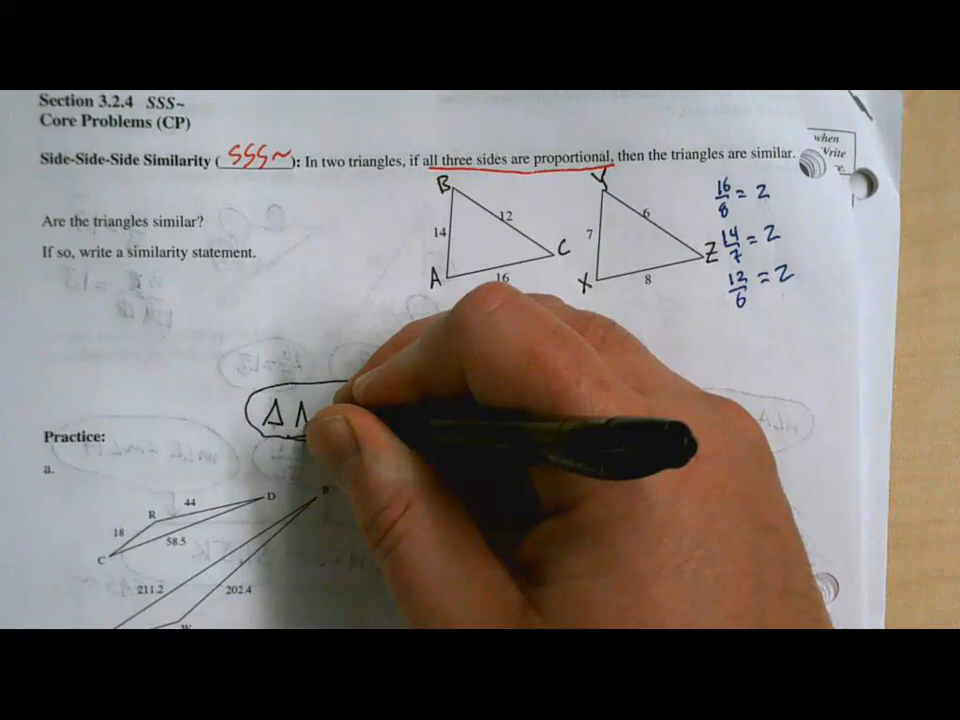 Section 3.2.4 SSS~
Core Problems (CP)
when
Write
Side-Side-Side Similarity ( SSS~ ): In two triangles, if all three sides are proportional, then the triangles are similar.
Are the triangles similar?
If so, write a similarity statement.
B
14
12
C
A
16
Y
7
6
Z
X
8
16/8 = 2
14/7 = 2
12/6 = 2
Δ
Practice:
a.
R
44
D
18
58.5
C
B
211.2
202.4
W